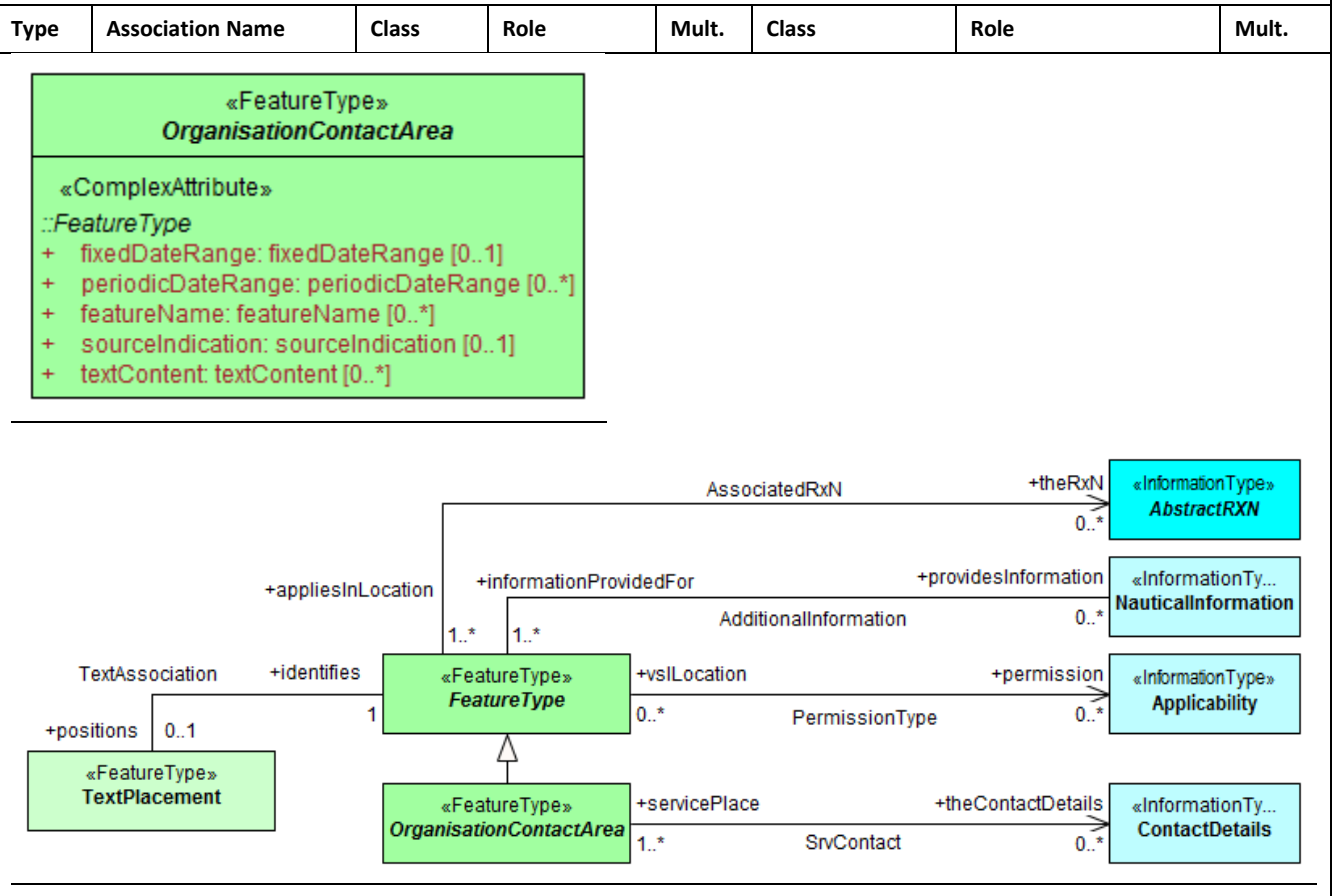 Type Association Name Class Role Mult. Class Role Mult.
«FeatureType»
OrganisationContactArea
«ComplexAttribute»
::FeatureType
+ fixedDateRange: fixedDateRange [0..1]
+ periodicDateRange: periodicDateRange [0..*]
+ featureName: featureName [0..*]
+ sourceIndication: sourceIndication [0..1]
+ textContent: textContent [0..*]
AssociatedRxN
+theRxN
0..*
«InformationType»
AbstractRXN
+appliesInLocation
1..*
+informationProvidedFor
1..*
AdditionalInformation
+providesInformation
0..*
«InformationTy...
NauticalInformation
TextAssociation
+identifies
1
+positions
0..1
«FeatureType»
FeatureType
+vslLocation
0..*
PermissionType
+permission
0..*
«InformationType»
Applicability
«FeatureType»
TextPlacement
«FeatureType»
OrganisationContactArea
+servicePlace
1..*
SrvContact
+theContactDetails
0..*
«InformationTy...
ContactDetails